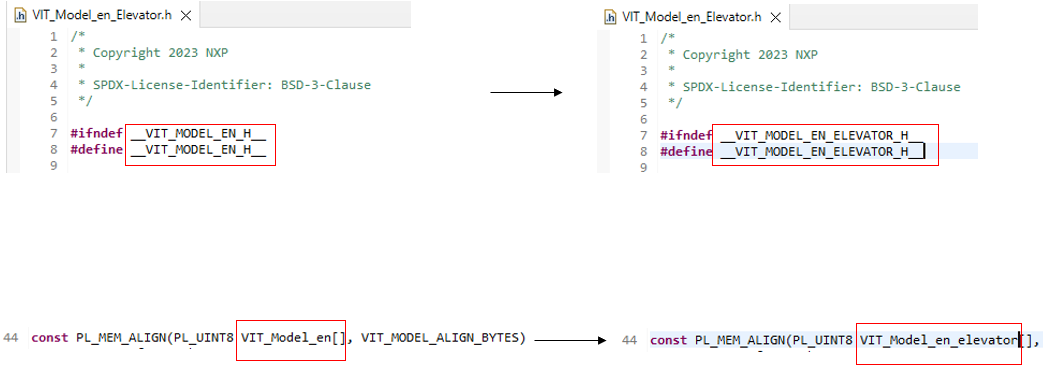 VIT_Model_en_Elevator.h
1 /*
2 * Copyright 2023 NXP
3 *
4 * SPDX-License-Identifier: BSD-3-Clause
5 */
6
7 #ifndef __VIT_MODEL_EN_H__
8 #define __VIT_MODEL_EN_H__
9
VIT_Model_en_Elevator.h
1 /*
2 * Copyright 2023 NXP
3 *
4 * SPDX-License-Identifier: BSD-3-Clause
5 */
6
7 #ifndef __VIT_MODEL_EN_ELEVATOR_H__
8 #define __VIT_MODEL_EN_ELEVATOR_H__
9
44 const PL_MEM_ALIGN(PL_UINT8 VIT_Model_en[], VIT_MODEL_ALIGN_BYTES)
44 const PL_MEM_ALIGN(PL_UINT8 VIT_Model_en_elevator[],